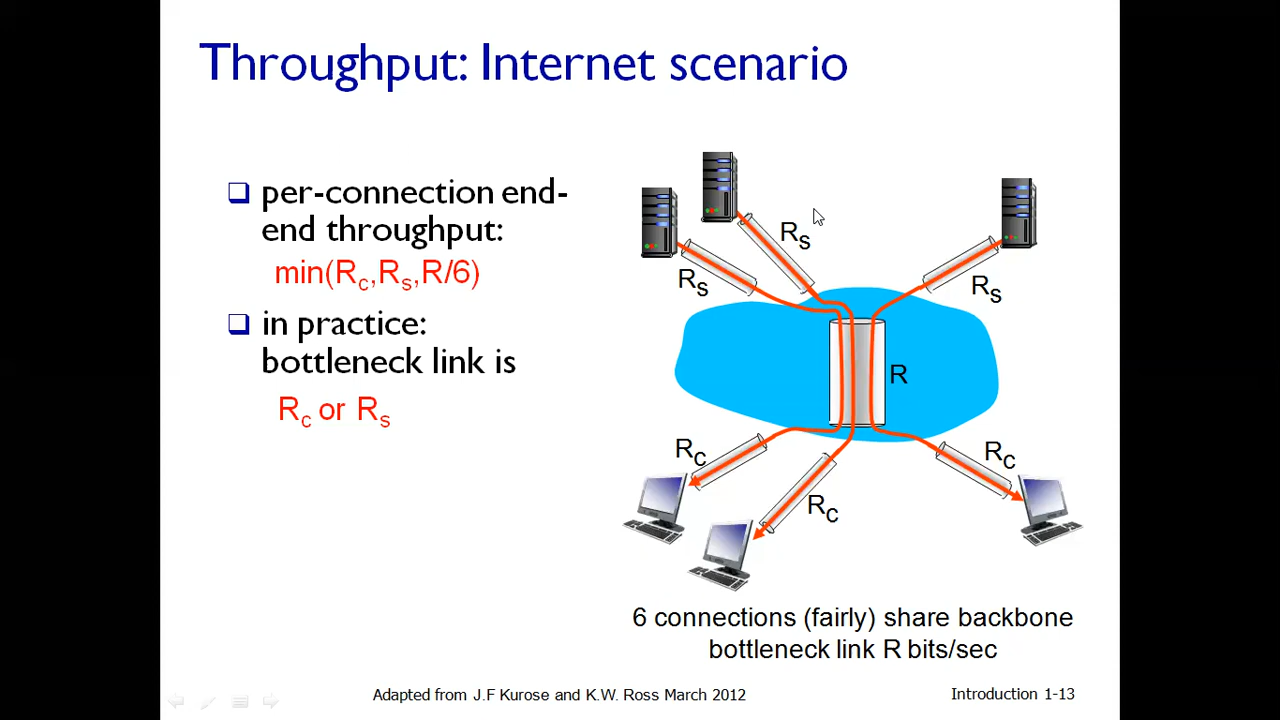 Throughput: Internet scenario
❑ per-connection end-
end throughput:
min(Rc,Rs,R/6)
❑ in practice:
bottleneck link is
Rc or Rs
Rs
Rs
Rs
R
Rc
Rc
Rc
6 connections (fairly) share backbone
bottleneck link R bits/sec
Adapted from J.F Kurose and K.W. Ross March 2012
Introduction 1-13